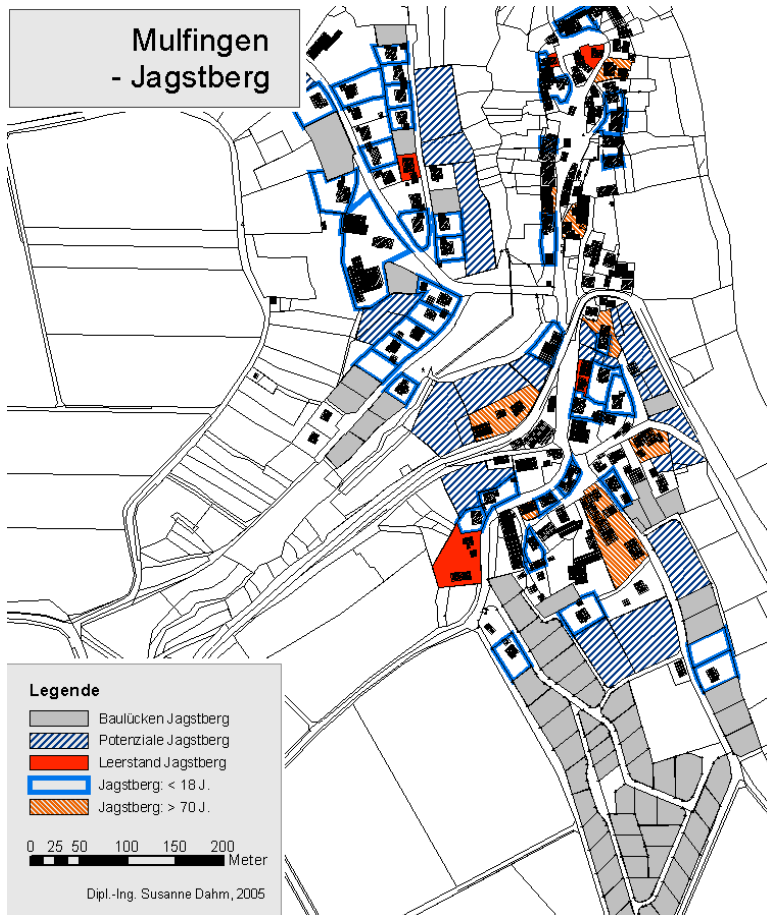 Mulfingen
- Jagstberg
Legende
Baulücken Jagstberg
Potenziale Jagstberg
Leerstand Jagstberg
Jagstberg: < 18 J.
Jagstberg: > 70 J.
0 25 50 100 150 200
Meter
Dipl.-Ing. Susanne Dahm, 2005